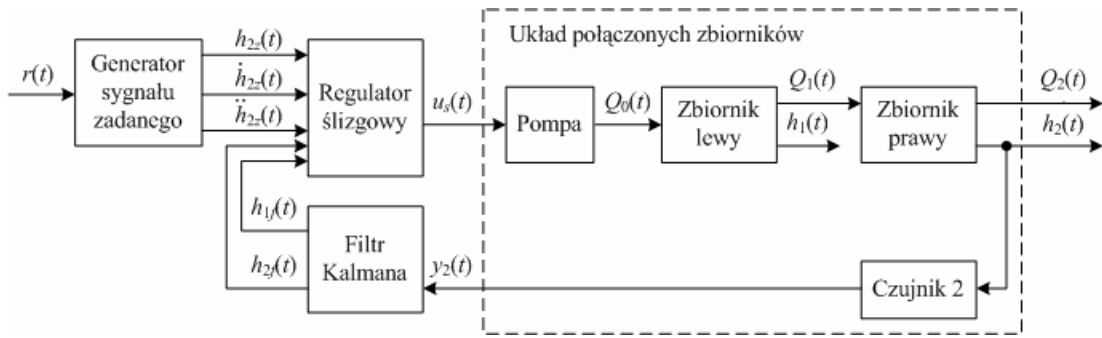 Układ połączonych zbiorników
r(t)
Generator
sygnału
zadanego
h₂z(t)
ḣ₂z(t)
ḧ₂z(t)
Regulator
ślizgowy
uₛ(t)
Pompa
Q₀(t)
Zbiornik
lewy
Q₁(t)
h₁(t)
Zbiornik
prawy
Q₂(t)
h₂(t)
h₁f(t)
h₂f(t)
Filtr
Kalmana
y₂(t)
Czujnik 2